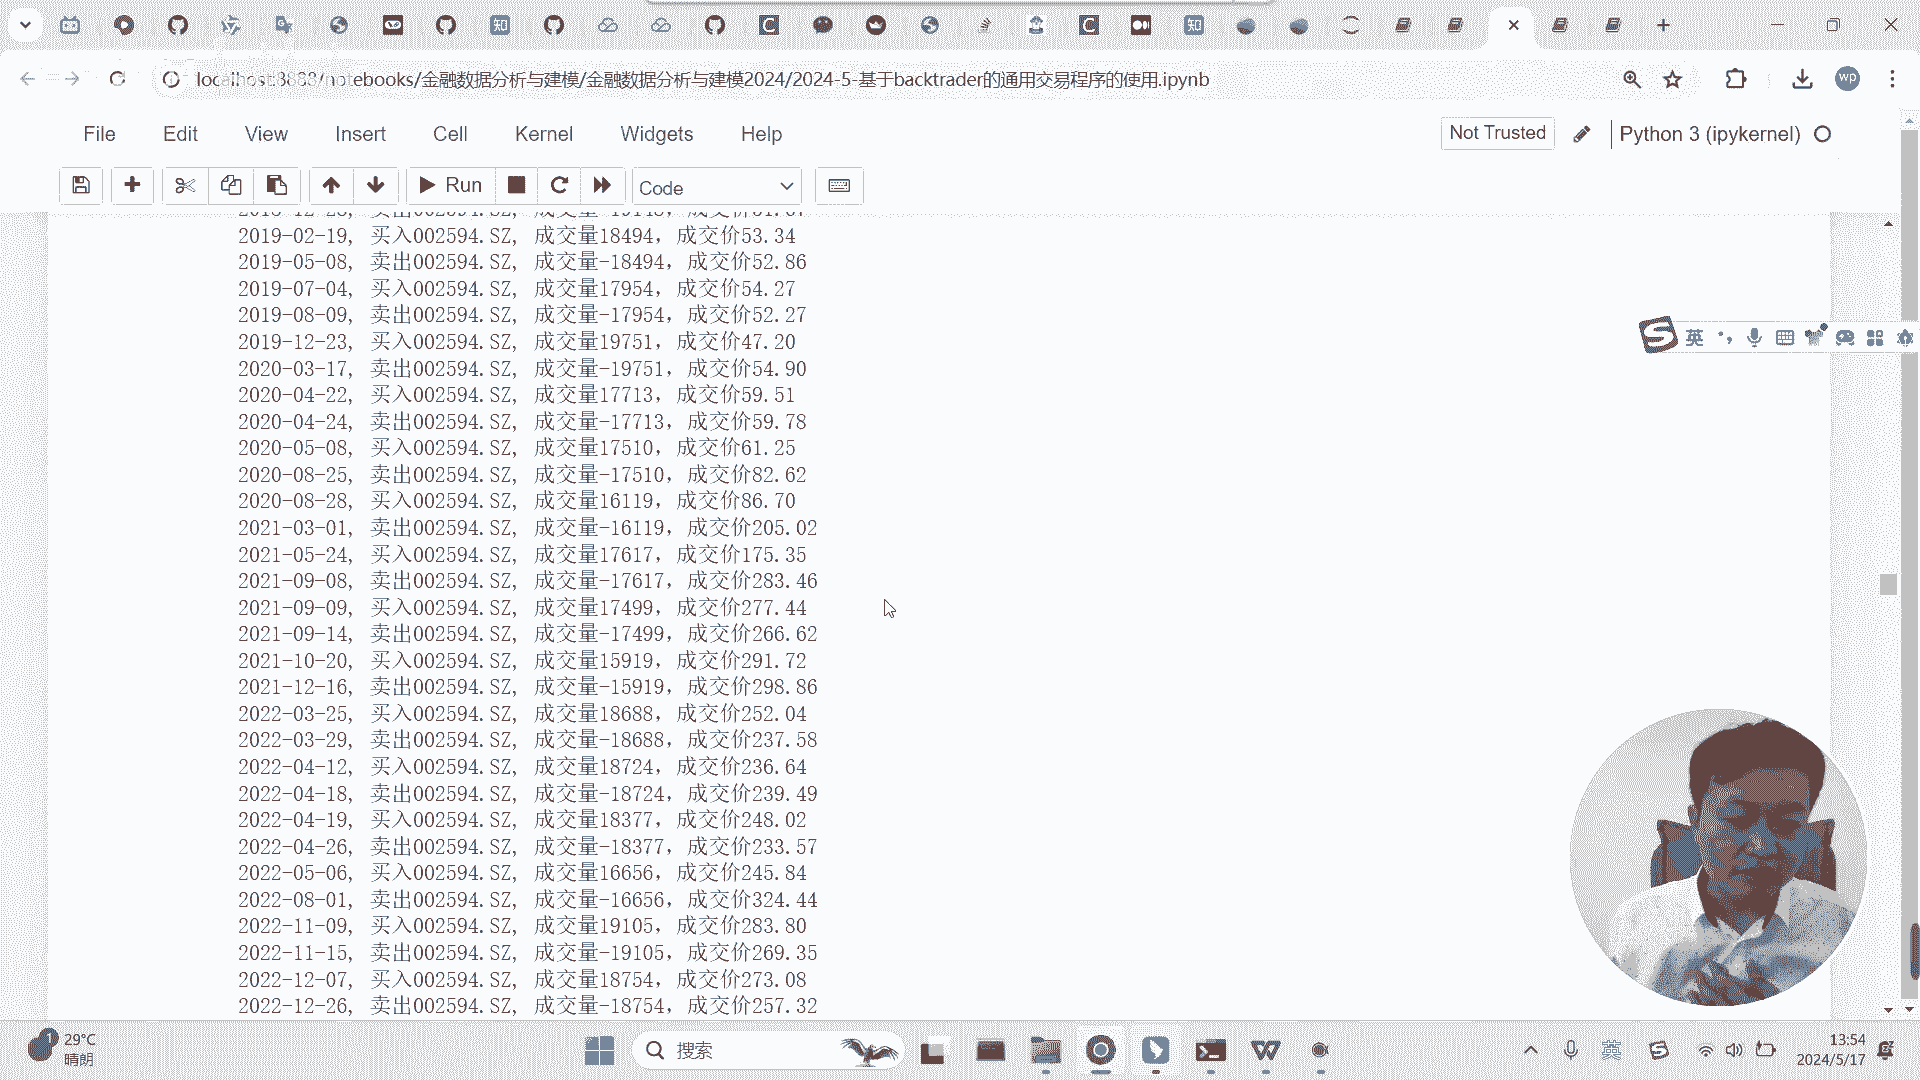 localhost:8888/notebooks/金融数据分析与建模/金融数据分析与建模2024/2024-5-基于backtrader的通用交易程序的使用.ipynb
wp
File Edit View Insert Cell Kernel Widgets Help
Not Trusted
Python 3 (ipykernel)
Run
Code
2019-02-19, 买入002594.SZ, 成交量18494，成交价53.34
2019-05-08, 卖出002594.SZ, 成交量-18494，成交价52.86
2019-07-04, 买入002594.SZ, 成交量17954，成交价54.27
2019-08-09, 卖出002594.SZ, 成交量-17954，成交价52.27
2019-12-23, 买入002594.SZ, 成交量19751，成交价47.20
2020-03-17, 卖出002594.SZ, 成交量-19751，成交价54.90
2020-04-22, 买入002594.SZ, 成交量17713，成交价59.51
2020-04-24, 卖出002594.SZ, 成交量-17713，成交价59.78
2020-05-08, 买入002594.SZ, 成交量17510，成交价61.25
2020-08-25, 卖出002594.SZ, 成交量-17510，成交价82.62
2020-08-28, 买入002594.SZ, 成交量16119，成交价86.70
2021-03-01, 卖出002594.SZ, 成交量-16119，成交价205.02
2021-05-24, 买入002594.SZ, 成交量17617，成交价175.35
2021-09-08, 卖出002594.SZ, 成交量-17617，成交价283.46
2021-09-09, 买入002594.SZ, 成交量17499，成交价277.44
2021-09-14, 卖出002594.SZ, 成交量-17499，成交价266.62
2021-10-20, 买入002594.SZ, 成交量15919，成交价291.72
2021-12-16, 卖出002594.SZ, 成交量-15919，成交价298.86
2022-03-25, 买入002594.SZ, 成交量18688，成交价252.04
2022-03-29, 卖出002594.SZ, 成交量-18688，成交价237.58
2022-04-12, 买入002594.SZ, 成交量18724，成交价236.64
2022-04-18, 卖出002594.SZ, 成交量-18724，成交价239.49
2022-04-19, 买入002594.SZ, 成交量18377，成交价248.02
2022-04-26, 卖出002594.SZ, 成交量-18377，成交价233.57
2022-05-06, 买入002594.SZ, 成交量16656，成交价245.84
2022-08-01, 卖出002594.SZ, 成交量-16656，成交价324.44
2022-11-09, 买入002594.SZ, 成交量19105，成交价283.80
2022-11-15, 卖出002594.SZ, 成交量-19105，成交价269.35
2022-12-07, 买入002594.SZ, 成交量18754，成交价273.08
2022-12-26, 卖出002594.SZ, 成交量-18754，成交价257.32
英
29°C
晴朗
搜索
英
13:54
2024/5/17